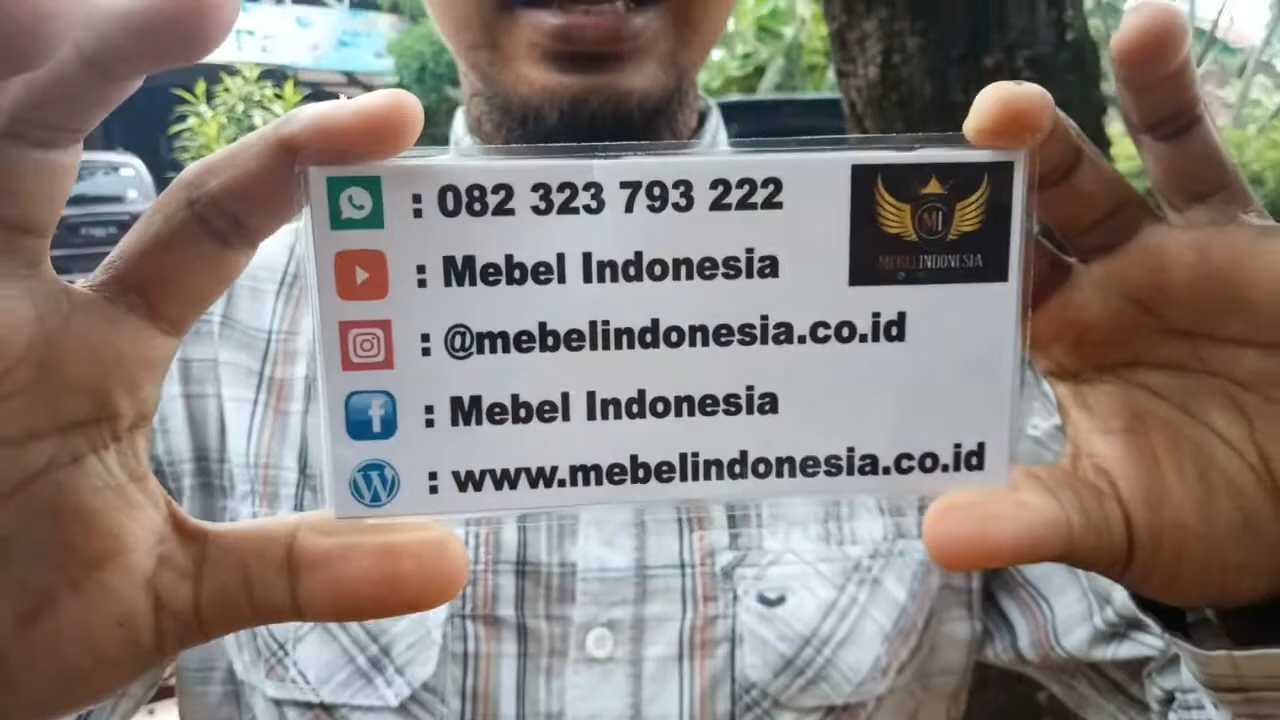 : 082 323 793 222
: Mebel Indonesia
: @mebelindonesia.co.id
: Mebel Indonesia
: www.mebelindonesia.co.id
MI
MEBEL INDONESIA